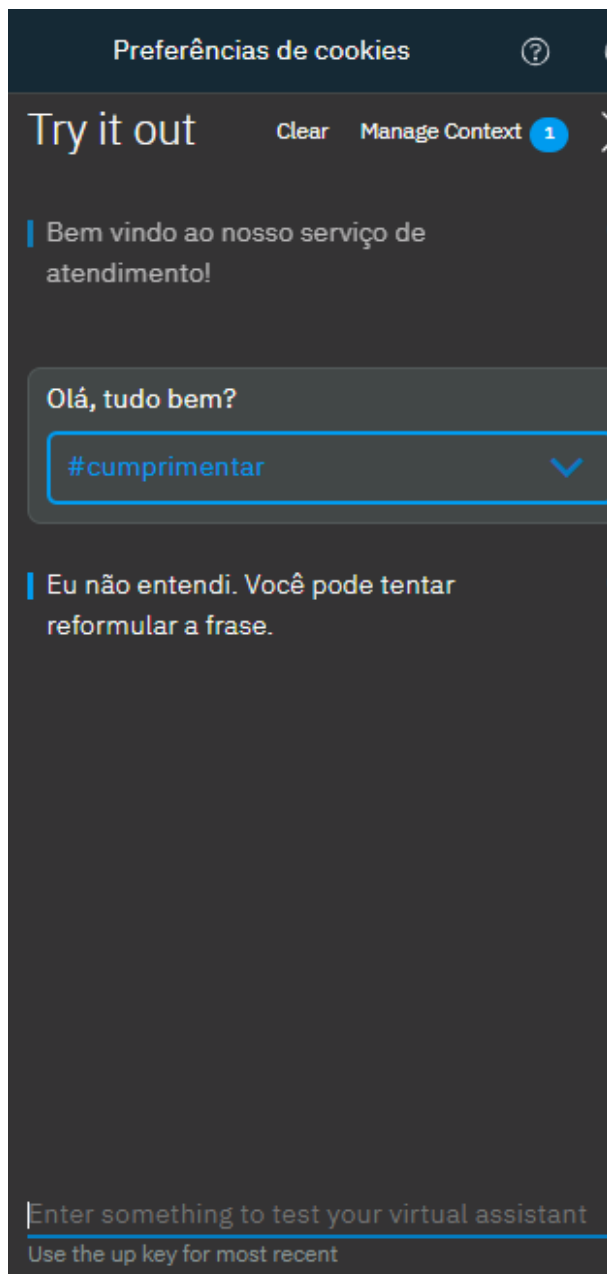 Preferências de cookies
Try it out Clear Manage Context 1
Bem vindo ao nosso serviço de
atendimento!
Olá, tudo bem?
#cumprimentar
Eu não entendi. Você pode tentar
reformular a frase.
Enter something to test your virtual assistant
Use the up key for most recent